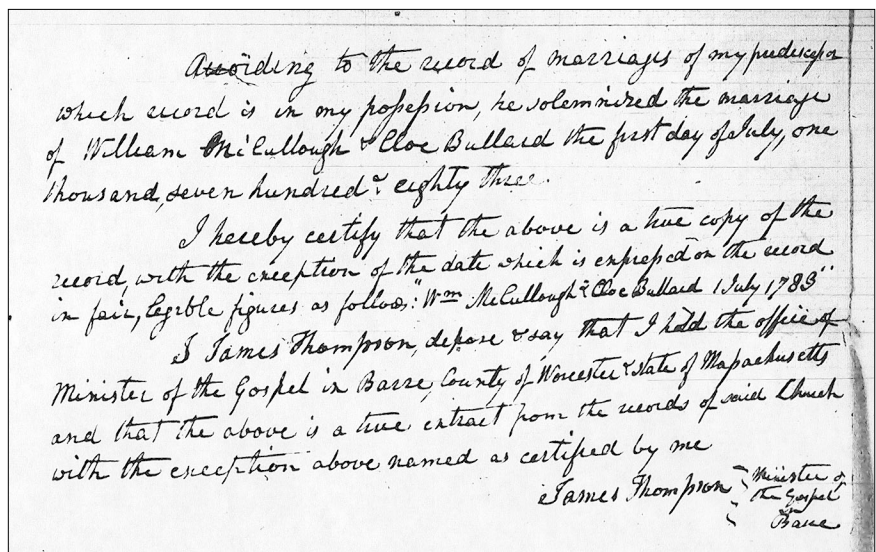 According to the record of marriages of my predecessor
which record is in my possession, he solemnized the marriage
of William McCullough & Cloe Bullard the first day of July, one
thousand, seven hundred & eighty three.
I hereby certify that the above is a true copy of the
record, with the exception of the date which is expressed on the record
in fair, legible figures as follows, "Wm McCullough & Cloe Bullard 1 July 1783"
I James Thompson, depose & say that I hold the office of
Minister of the Gospel in Barre, County of Worcester & state of Massachusetts
and that the above is a true extract from the records of said Church
with the exception above named as certified by me
James Thompson Minister of
the Gospel
Barre